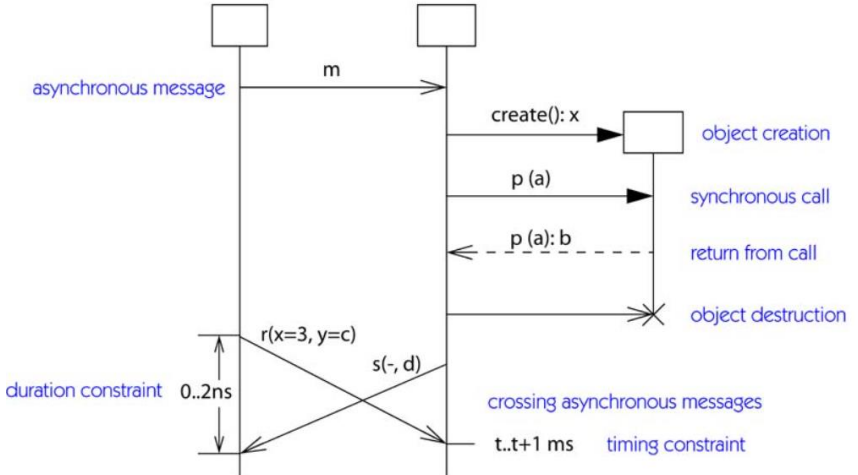 m
asynchronous message
create(): x
object creation
p (a)
synchronous call
p (a): b
return from call
object destruction
r(x=3, y=c)
s(-, d)
duration constraint
0..2ns
crossing asynchronous messages
t..t+1 ms
timing constraint